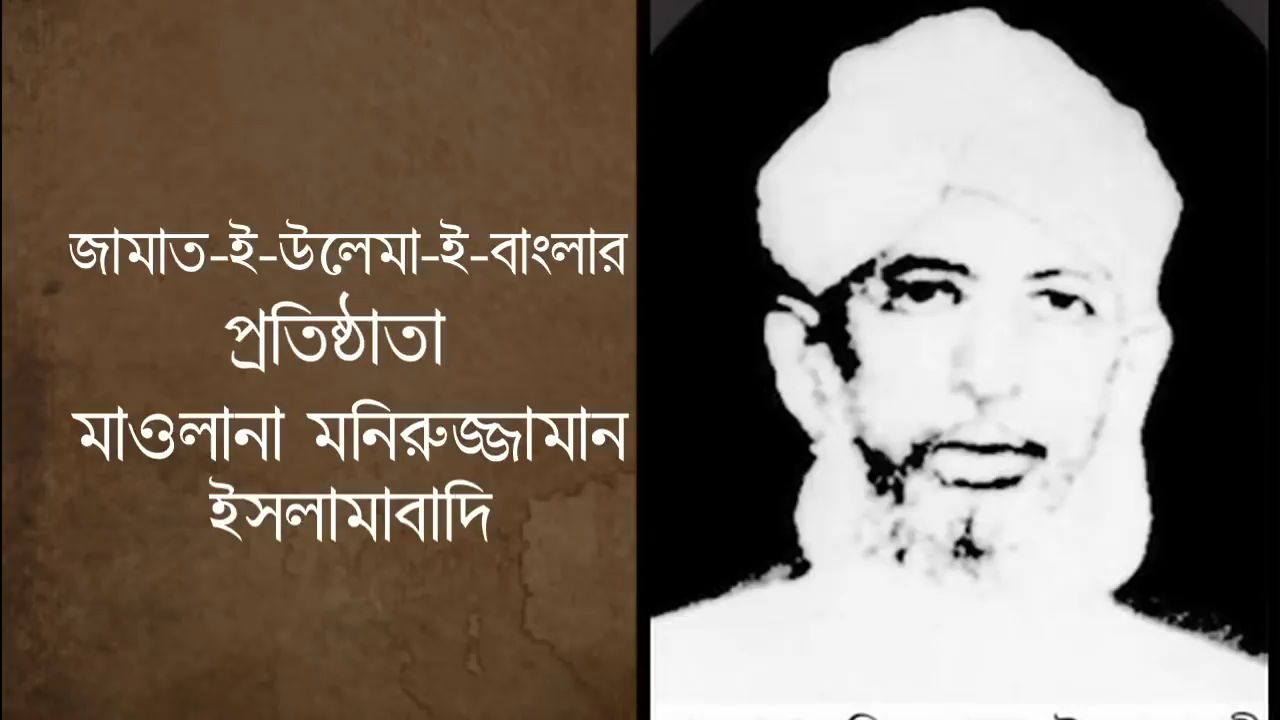 জামাত-ই-উলেমা-ই-বাংলার
প্রতিষ্ঠাতা
মাওলানা মনিরুজ্জামান
ইসলামাবাদি